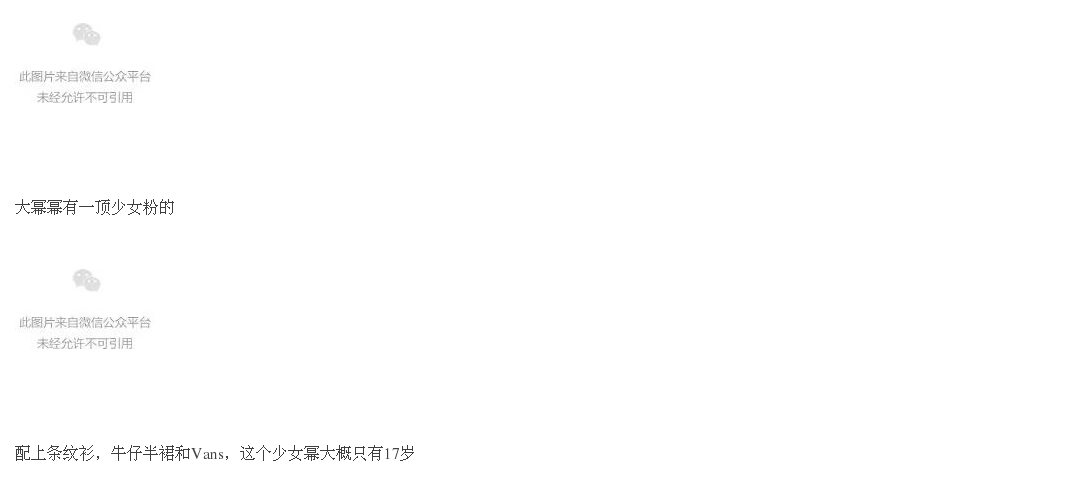 此图片来自微信公众平台
未经允许不可引用
大幂幂有一顶少女粉的
此图片来自微信公众平台
未经允许不可引用
配上条纹衫，牛仔半裙和Vans，这个少女幂大概只有17岁